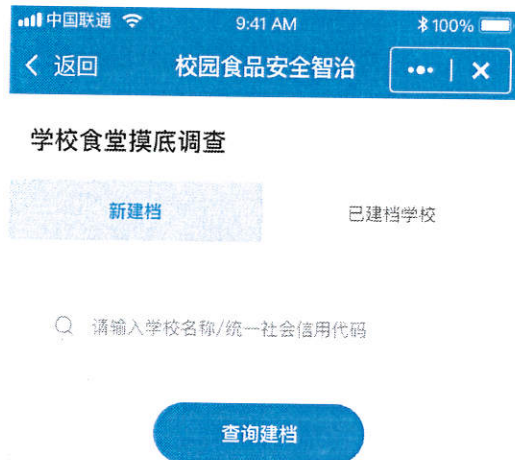 中国联通 9:41 AM 100%
返回 校园食品安全智治
学校食堂摸底调查
新建档 已建档学校
请输入学校名称/统一社会信用代码
查询建档